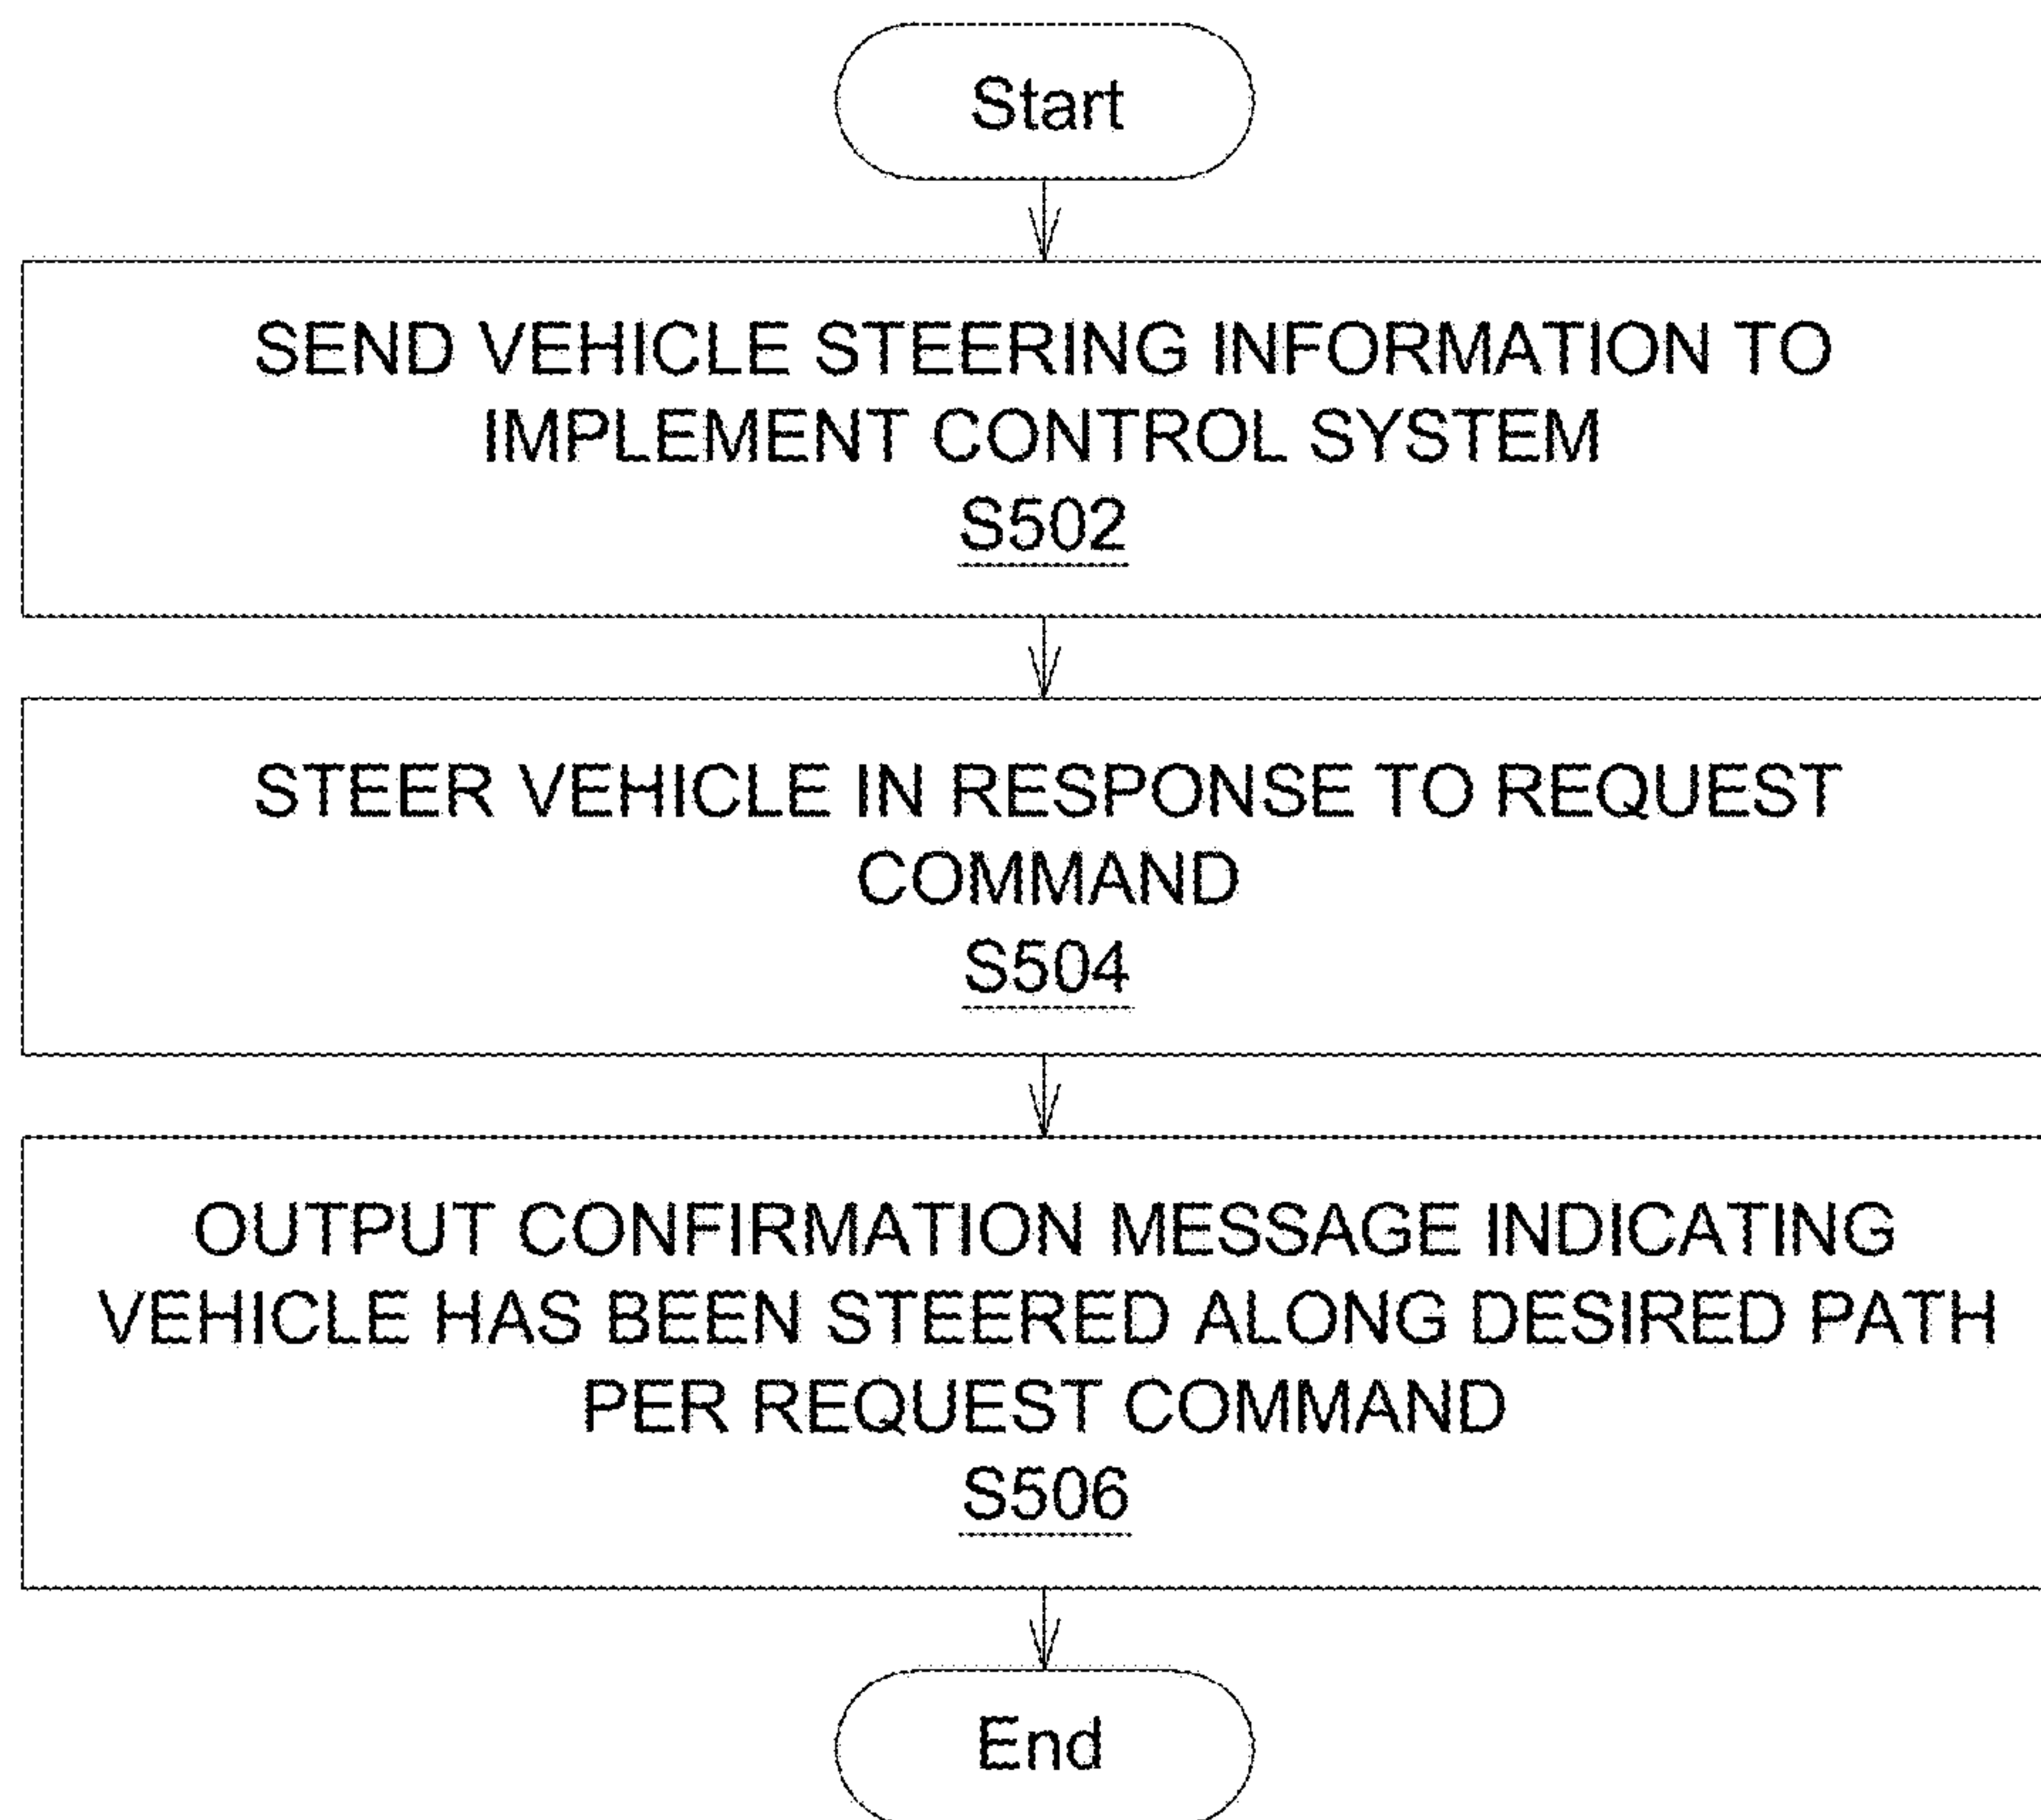 Start
SEND VEHICLE STEERING INFORMATION TO
IMPLEMENT CONTROL SYSTEM
S502
STEER VEHICLE IN RESPONSE TO REQUEST
COMMAND
S504
OUTPUT CONFIRMATION MESSAGE INDICATING
VEHICLE HAS BEEN STEERED ALONG DESIRED PATH
PER REQUEST COMMAND
S506
End